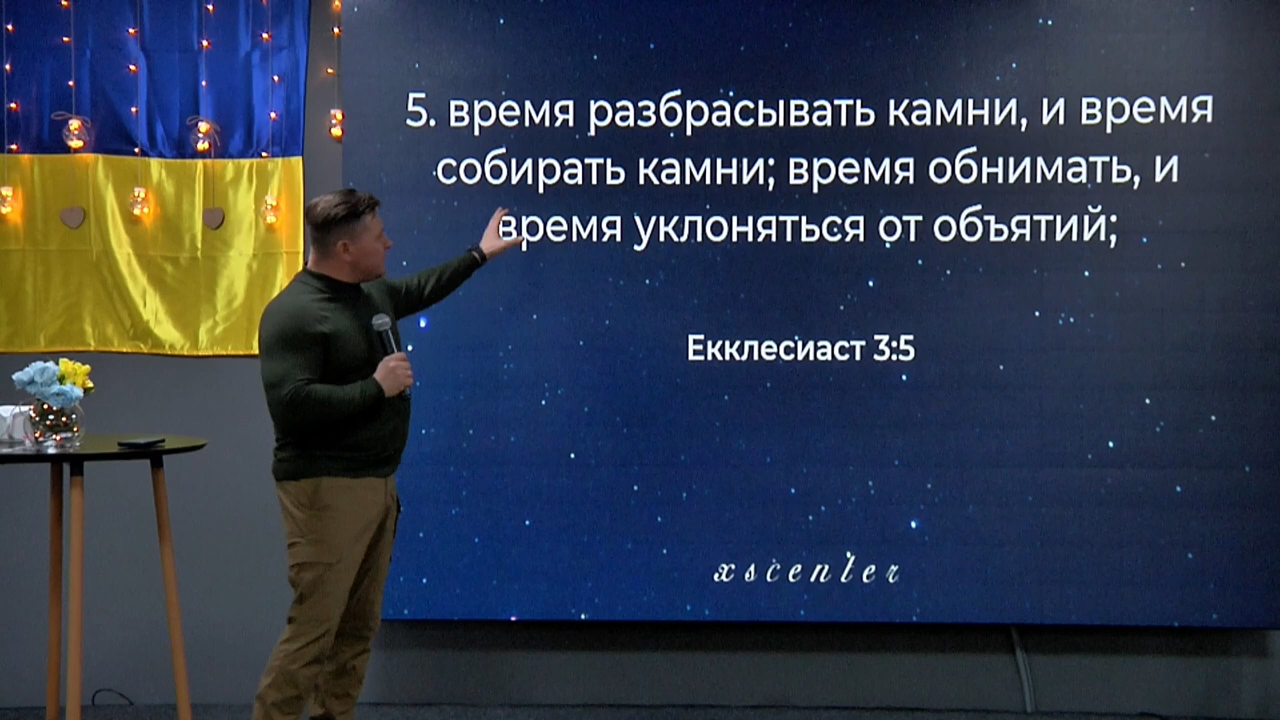 5. время разбрасывать камни, и время
собирать камни; время обнимать, и
время уклоняться от объятий;
Екклесиаст 3:5
xscenter